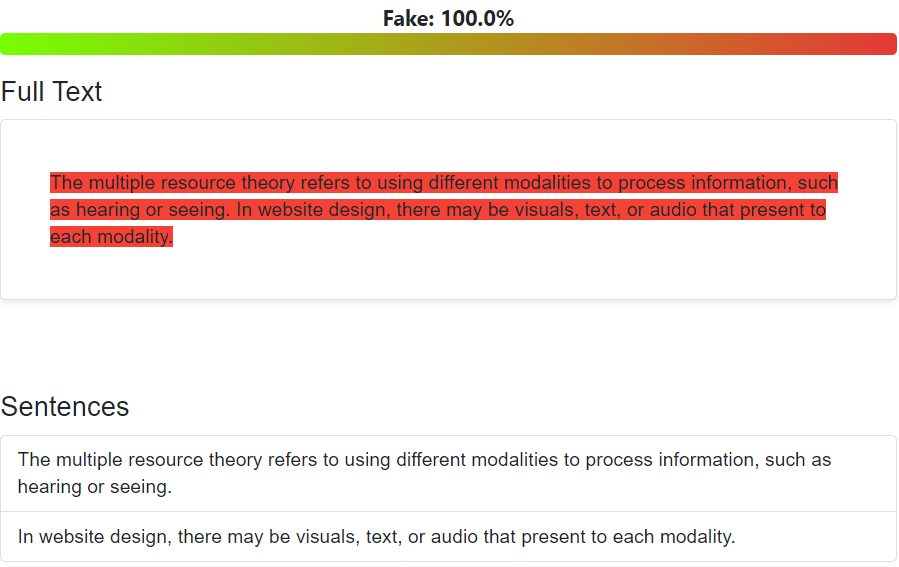 Fake: 100.0%
Full Text
The multiple resource theory refers to using different modalities to process information, such
as hearing or seeing. In website design, there may be visuals, text, or audio that present to
each modality.
Sentences
The multiple resource theory refers to using different modalities to process information, such as
hearing or seeing.
In website design, there may be visuals, text, or audio that present to each modality.